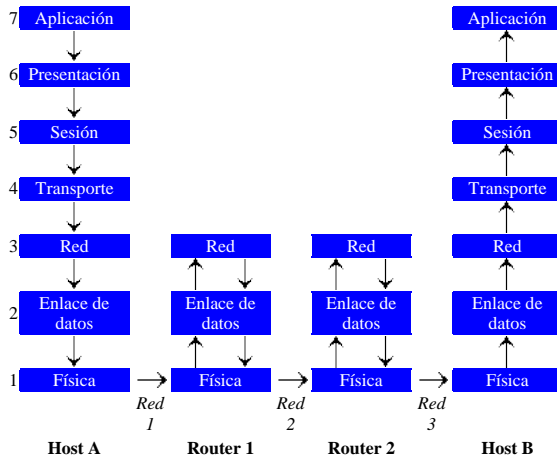 7 Aplicación Aplicación
6 Presentación Presentación
5 Sesión Sesión
4 Transporte Transporte
3 Red Red Red Red
2 Enlace de datos Enlace de datos Enlace de datos Enlace de datos
1 Física Física Física Física
Red 1 Red 2 Red 3
Host A Router 1 Router 2 Host B